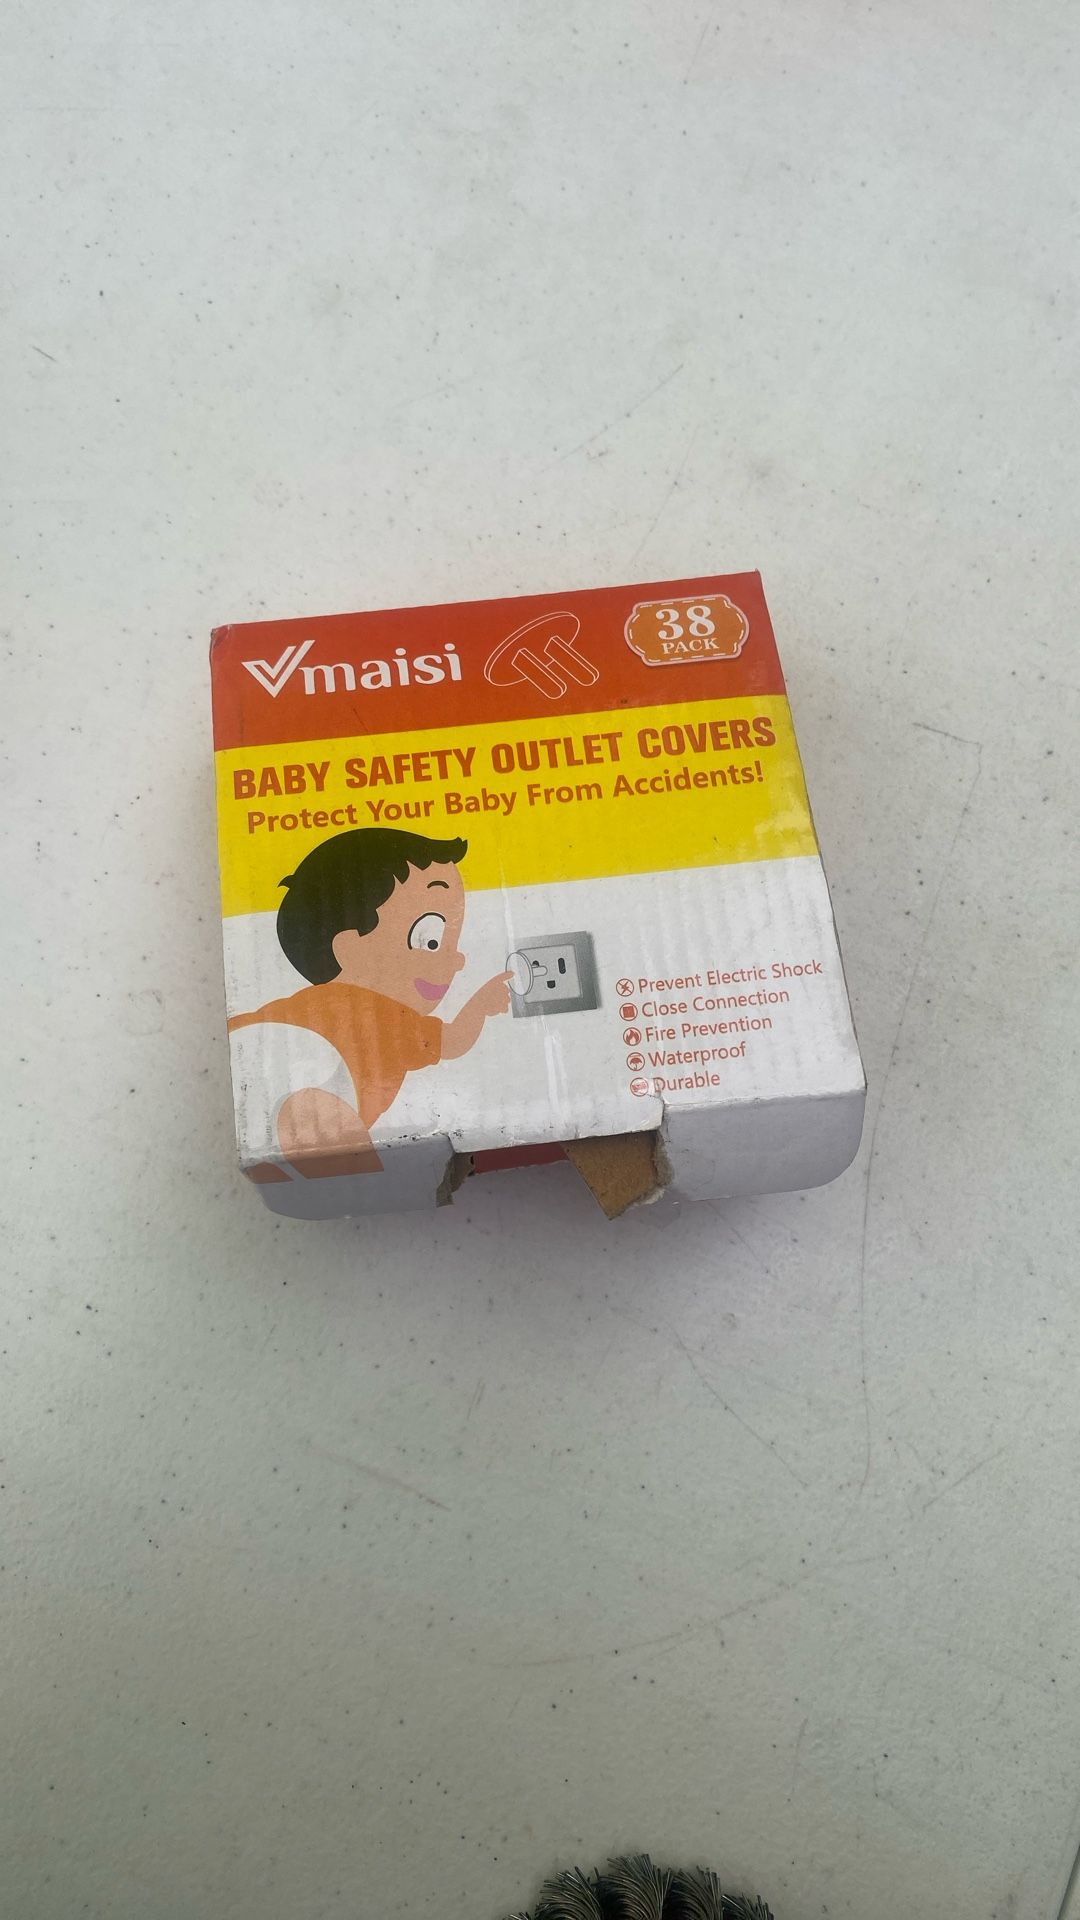 Vmaisi
38
PACK
BABY SAFETY OUTLET COVERS
Protect Your Baby From Accidents!
Prevent Electric Shock
Close Connection
Fire Prevention
Waterproof
Durable